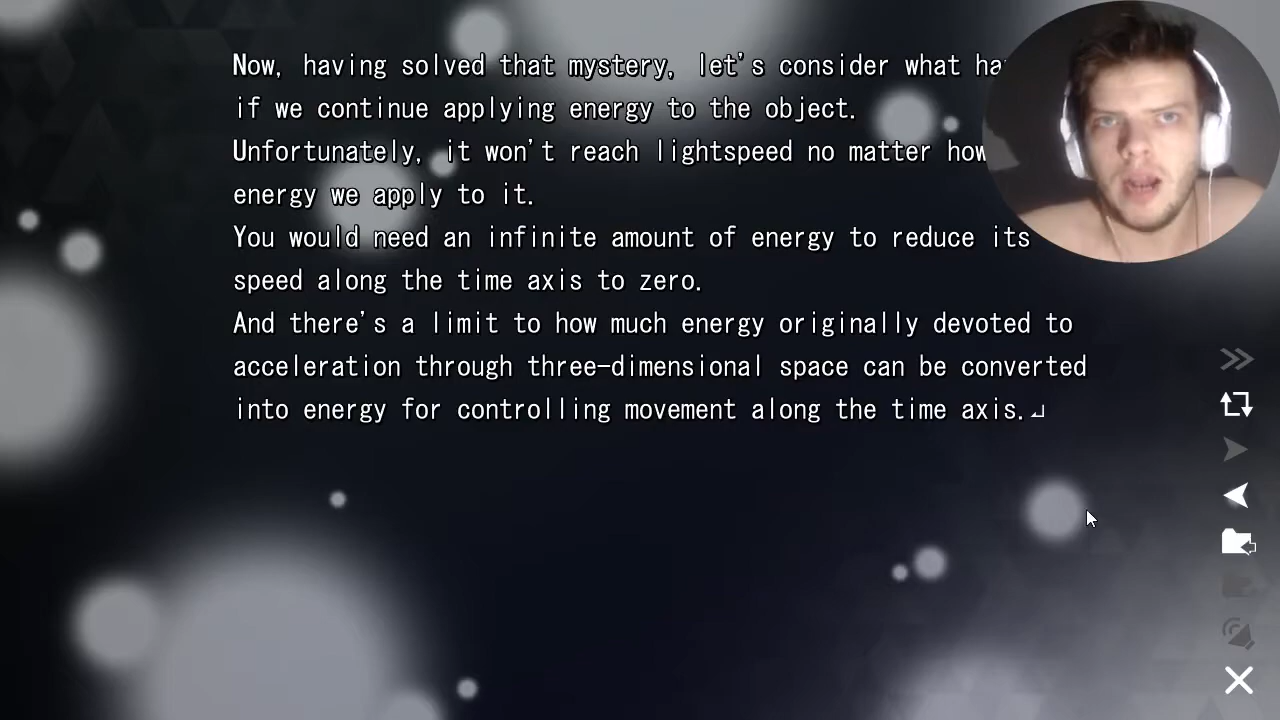 Now, having solved that mystery, let's consider what
if we continue applying energy to the object.
Unfortunately, it won't reach lightspeed no matter how
energy we apply to it.
You would need an infinite amount of energy to reduce its
speed along the time axis to zero.
And there's a limit to how much energy originally devoted to
acceleration through three-dimensional space can be converted
into energy for controlling movement along the time axis.